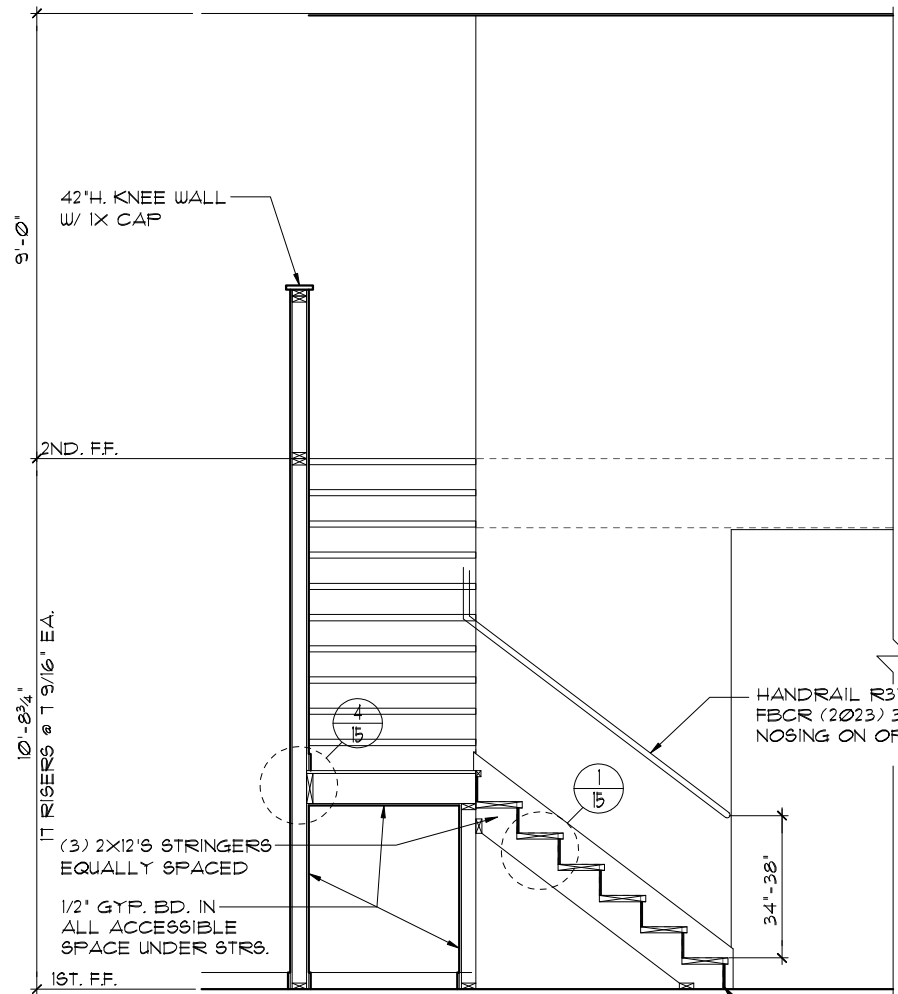 42"H. KNEE WALL
W/ 1X CAP
9'-0"
2ND. F.F.
10'-8 3/4"
17 RISERS @ 7 9/16" EA.
4
15
1
15
HANDRAIL
FBCR (2023)
NOSING ON
34"-38"
(3) 2X12'S STRINGERS
EQUALLY SPACED
1/2" GYP. BD. IN
ALL ACCESSIBLE
SPACE UNDER STRS.
1ST. F.F.